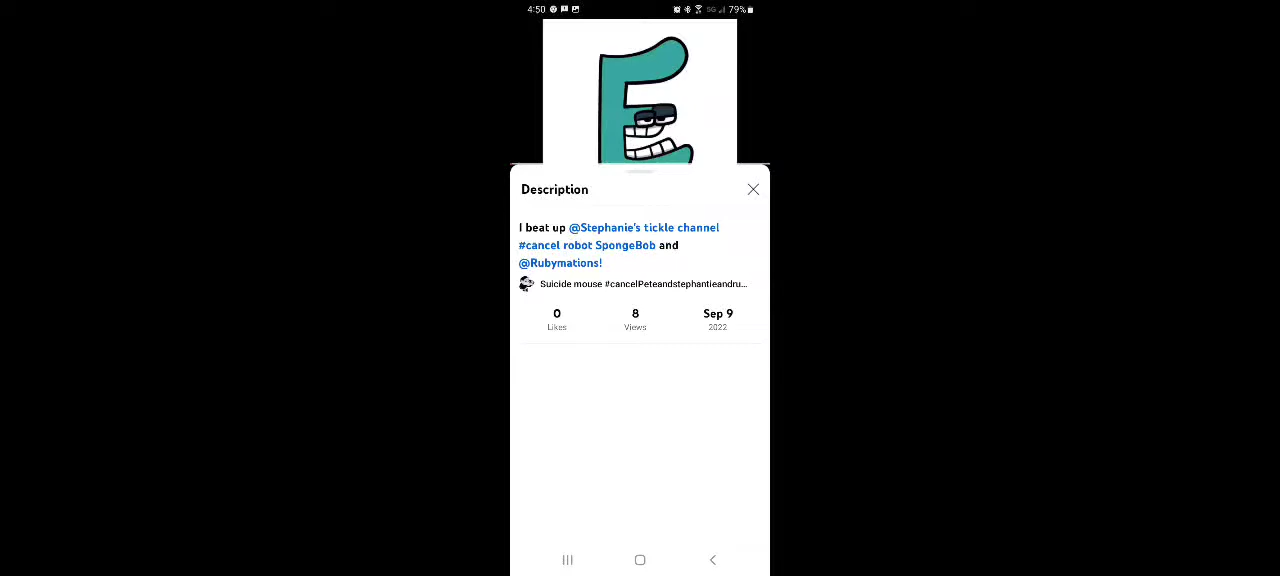 4:50 5G 79%
Description
I beat up @Stephanie's tickle channel
#cancel robot SpongeBob and
@Rubymations!
Suicide mouse #cancelPeteandstephantieandru...
0 8 Sep 9
Likes Views 2022